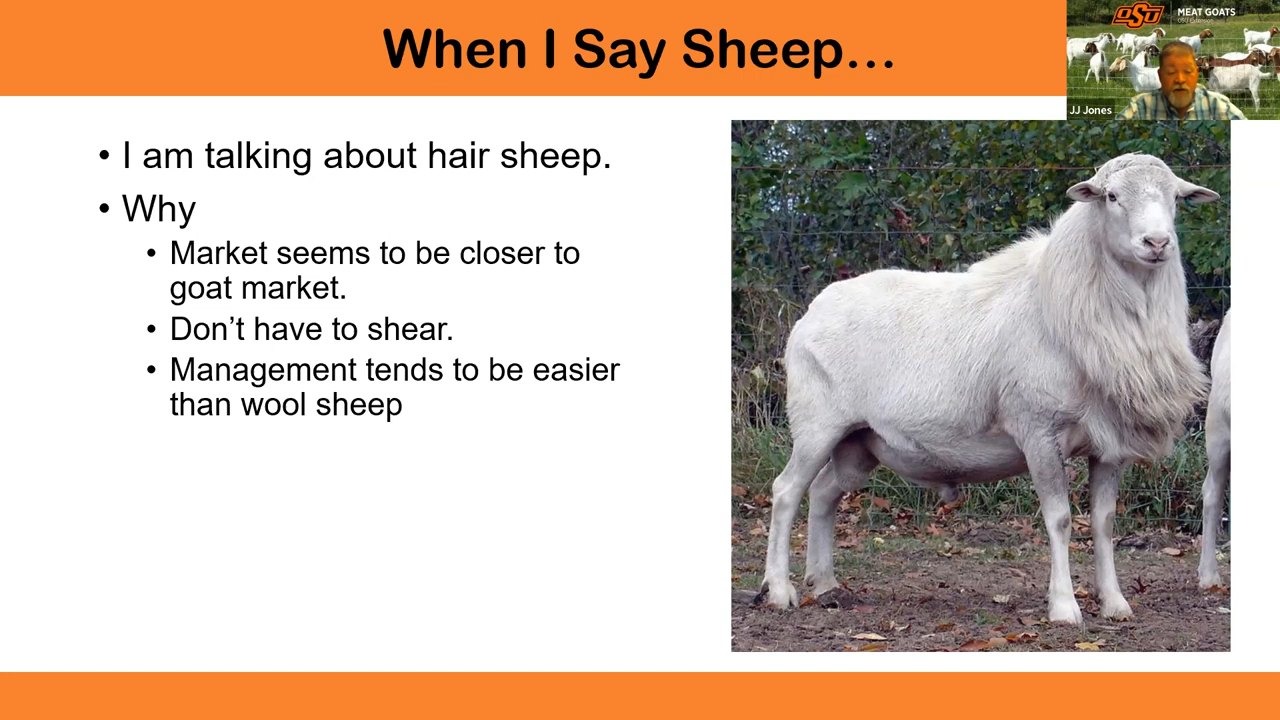 When I Say Sheep...
OSU
MEAT GOATS
OSU Extension
JJ Jones
• I am talking about hair sheep.
• Why
• Market seems to be closer to
goat market.
• Don't have to shear.
• Management tends to be easier
than wool sheep